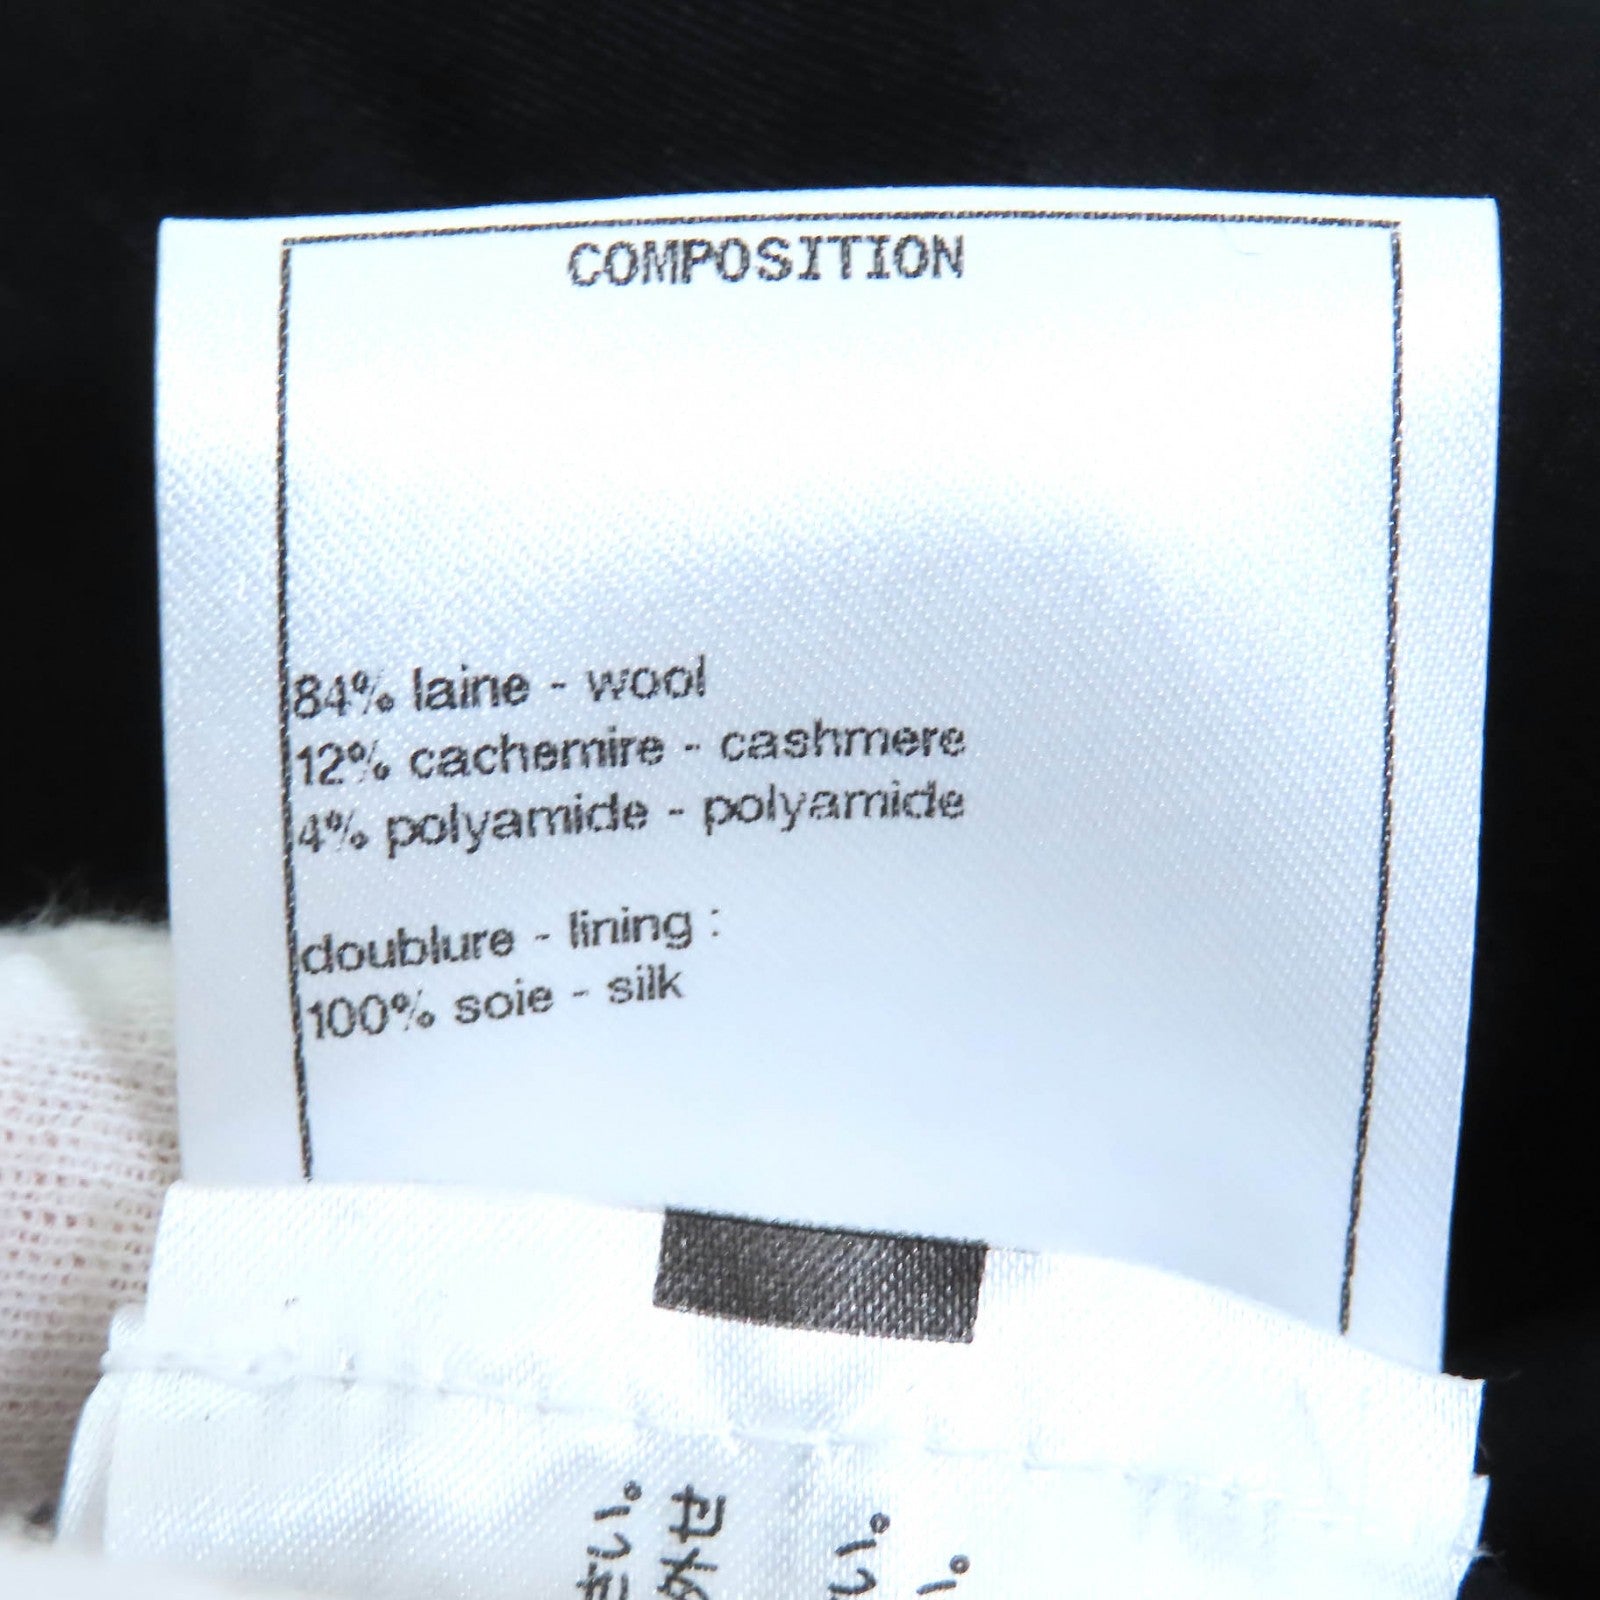 COMPOSITION
84% laine - wool
12% cachemire - cashmere
4% polyamide - polyamide
doublure - lining :
100% soie - silk